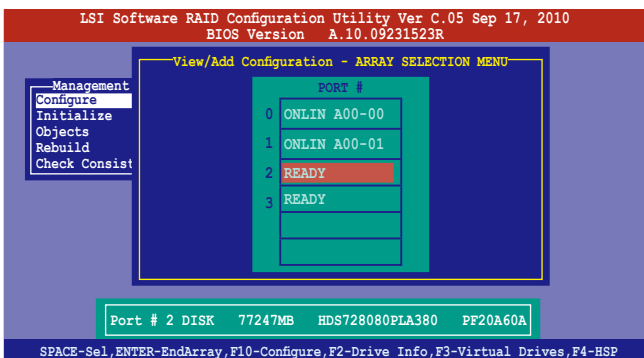 LSI Software RAID Configuration Utility Ver C.05 Sep 17, 2010
BIOS Version A.10.09231523R
View/Add Configuration - ARRAY SELECTION MENU
Management
Configure
Initialize
Objects
Rebuild
Check Consist
PORT #
0 ONLIN A00-00
1 ONLIN A00-01
2 READY
3 READY
Port # 2 DISK 77247MB HDS728080PLA380 PF20A60A
SPACE-Sel,ENTER-EndArray,F10-Configure,F2-Drive Info,F3-Virtual Drives,F4-HSP